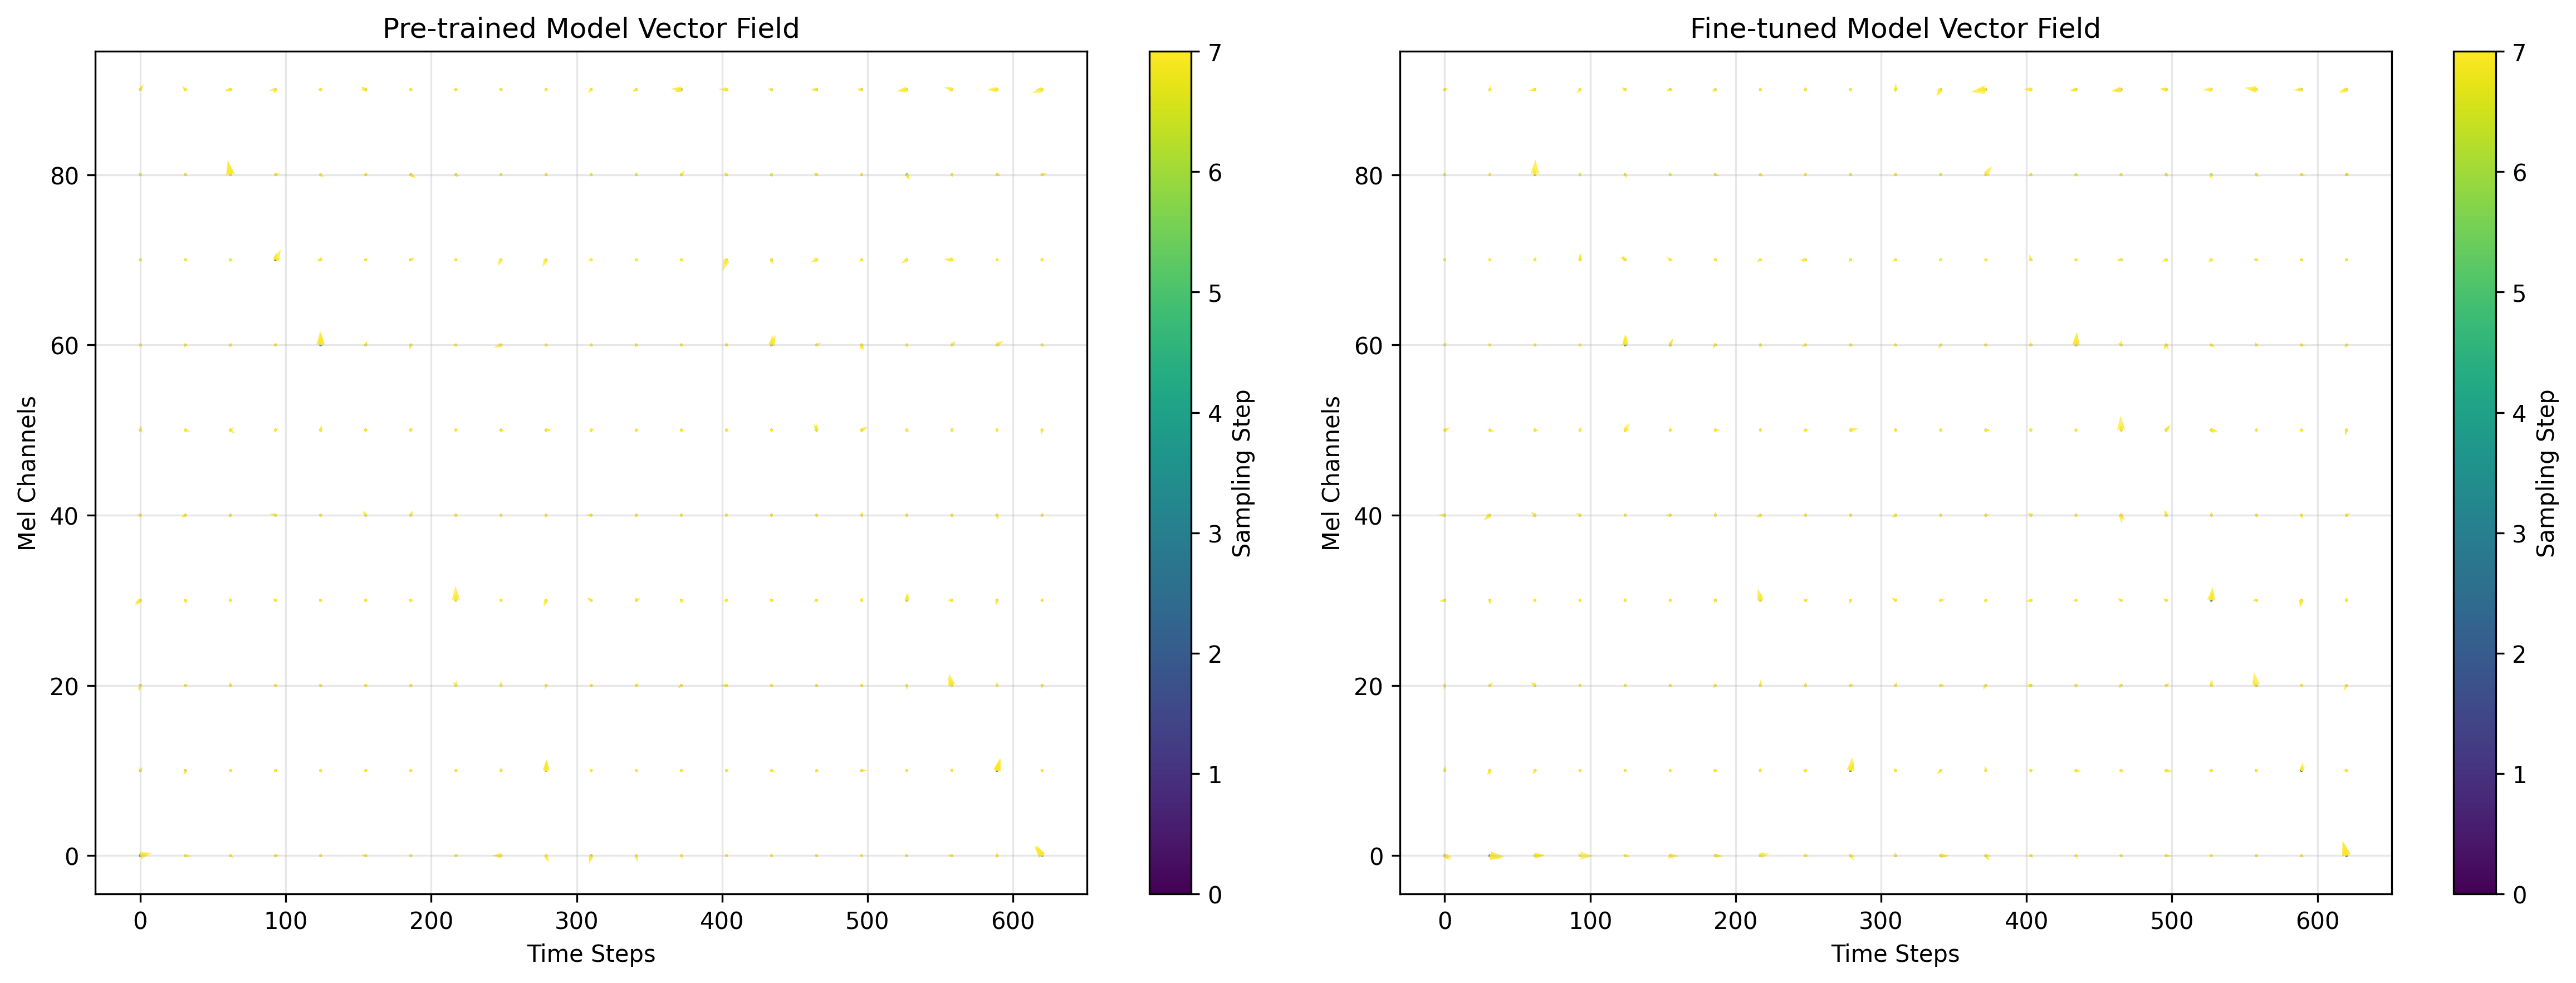 Pre-trained Model Vector Field
Mel Channels
80
60
40
20
0
0 100 200 300 400 500 600
Time Steps
7
6
5
4
3
2
1
0
Sampling Step
Fine-tuned Model Vector Field
Mel Channels
80
60
40
20
0
0 100 200 300 400 500 600
Time Steps
7
6
5
4
3
2
1
0
Sampling Step